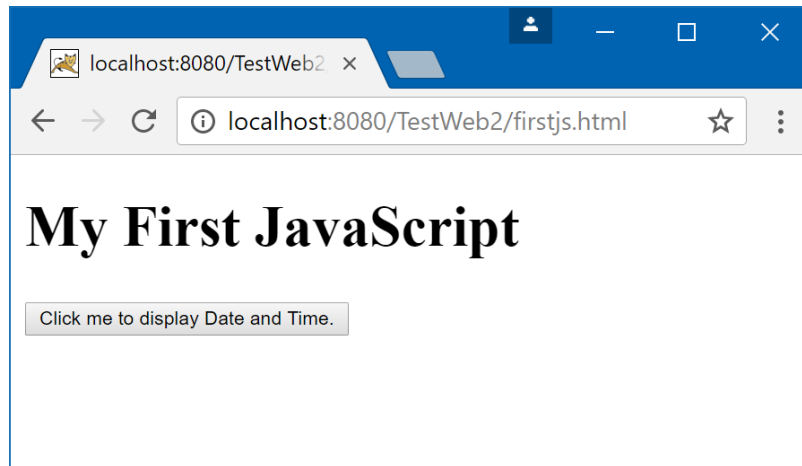 localhost:8080/TestWeb2
localhost:8080/TestWeb2/firstjs.html
My First JavaScript
Click me to display Date and Time.